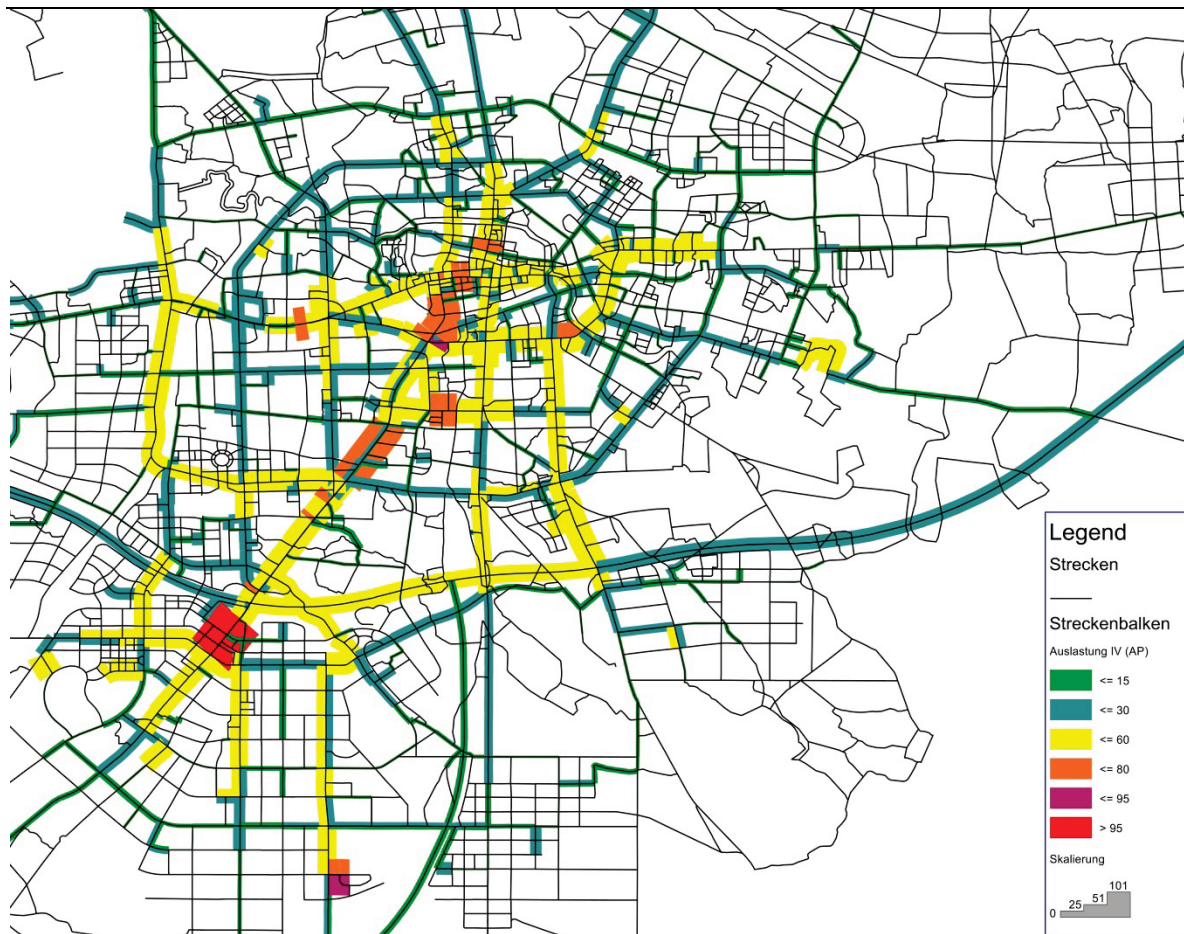 Legend
Strecken
Streckenbalken
Auslastung IV (AP)
<= 15
<= 30
<= 60
<= 80
<= 95
> 95
Skalierung
0 25 51 101